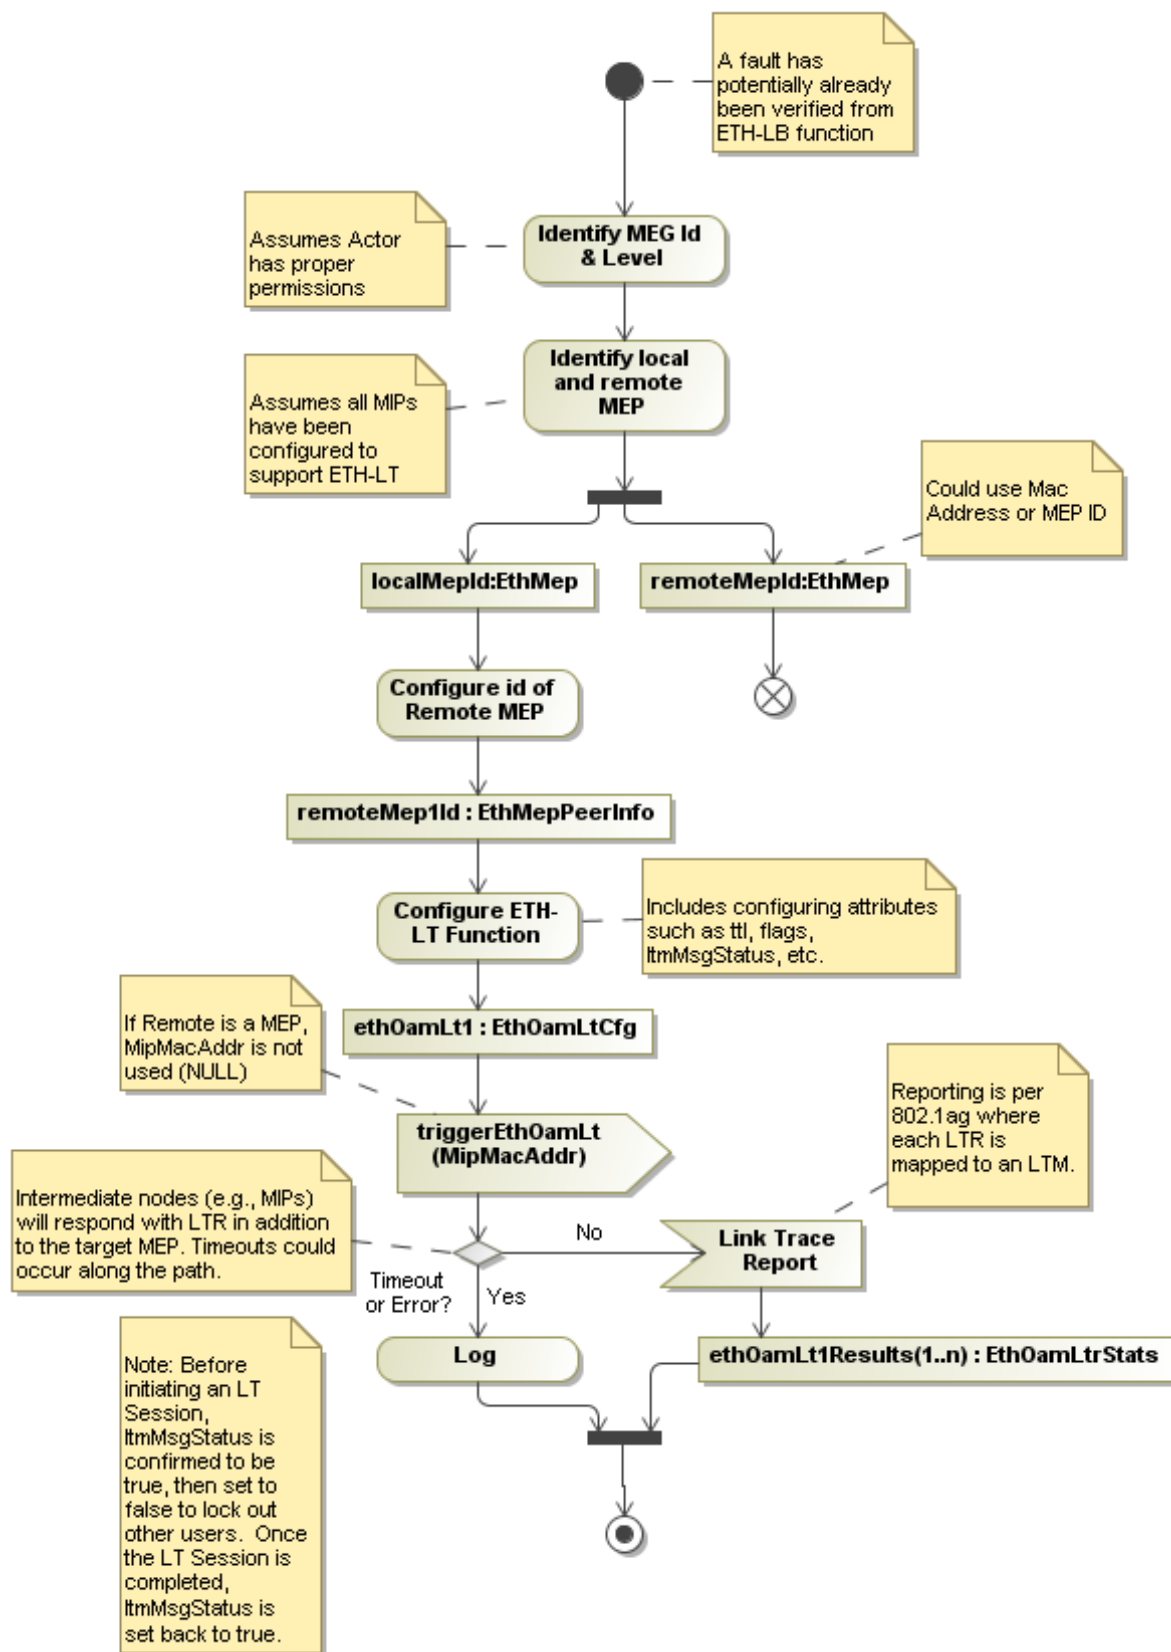 A fault has
potentially already
been verified from
ETH-LB function
Assumes Actor
has proper
permissions
Identify MEG Id
& Level
Assumes all MIPs
have been
configured to
support ETH-LT
Identify local
and remote
MEP
Could use Mac
Address or MEP ID
localMepId:EthMep
remoteMepId:EthMep
Configure id of
Remote MEP
remoteMep1Id : EthMepPeerInfo
Configure ETH-
LT Function
Includes configuring attributes
such as ttl, flags,
ltmMsgStatus, etc.
If Remote is a MEP,
MipMacAddr is not
used (NULL)
ethOamLt1 : EthOamLtCfg
Reporting is per
802.1ag where
each LTR is
mapped to an LTM.
triggerEthOamLt
(MipMacAddr)
Intermediate nodes (e.g., MIPs)
will respond with LTR in addition
to the target MEP. Timeouts could
occur along the path.
No
Link Trace
Report
Timeout
or Error?
Yes
Log
ethOamLt1Results(1..n) : EthOamLtrStats
Note: Before
initiating an LT
Session,
ltmMsgStatus is
confirmed to be
true, then set to
false to lock out
other users.  Once
the LT Session is
completed,
ltmMsgStatus is
set back to true.